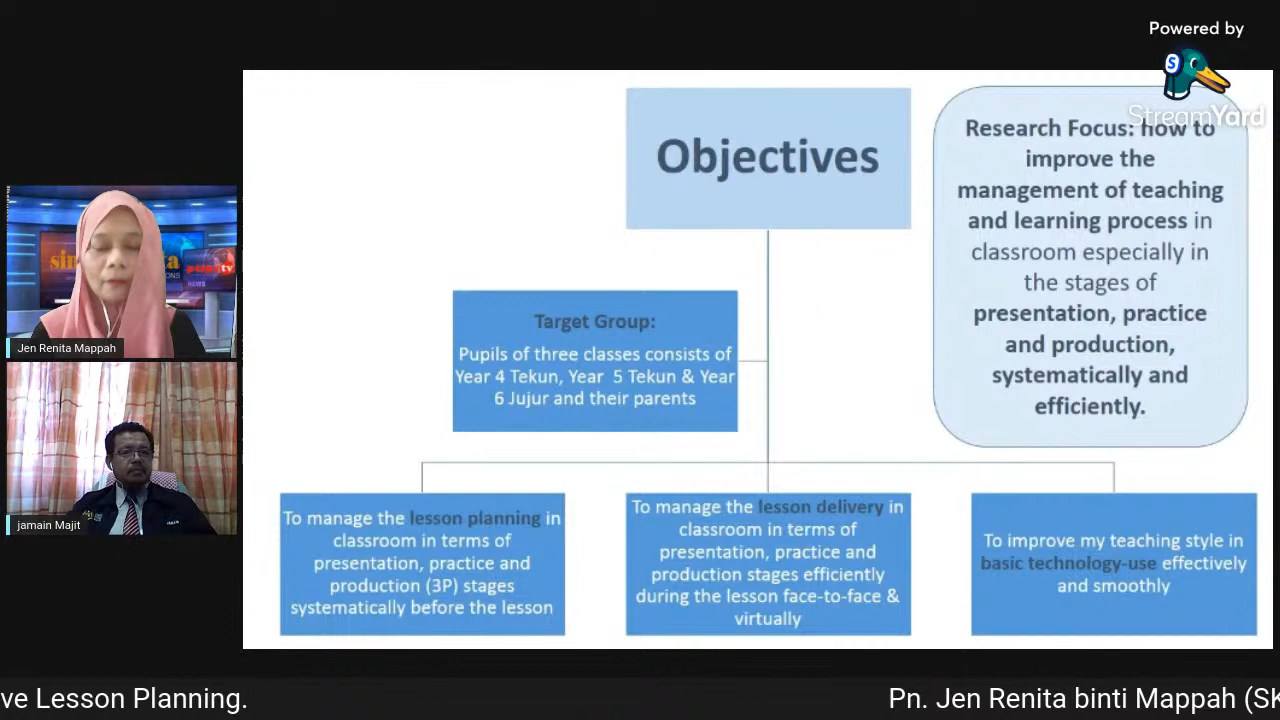 Powered by
S
StreamYard
Objectives
Research Focus: how to
improve the
management of teaching
and learning process in
classroom especially in
the stages of
presentation, practice
and production,
systematically and
efficiently.
Target Group:
Pupils of three classes consists of
Year 4 Tekun, Year 5 Tekun & Year
6 Jujur and their parents
To manage the lesson planning in
classroom in terms of
presentation, practice and
production (3P) stages
systematically before the lesson
To manage the lesson delivery in
classroom in terms of
presentation, practice and
production stages efficiently
during the lesson face-to-face &
virtually
To improve my teaching style in
basic technology-use effectively
and smoothly
NEWS
Jen Renita Mappah
jamain Majit
ve Lesson Planning.
Pn. Jen Renita binti Mappah (SK